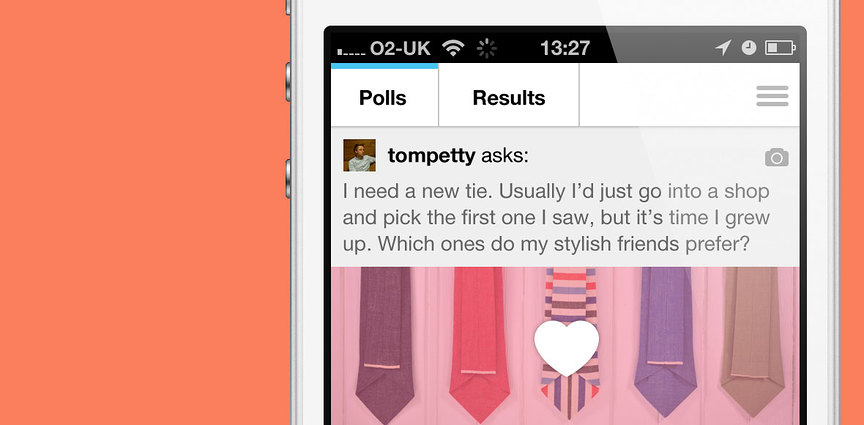 O2-UK 13:27
Polls Results
tompetty asks:
I need a new tie. Usually I'd just go into a shop
and pick the first one I saw, but it's time I grew
up. Which ones do my stylish friends prefer?